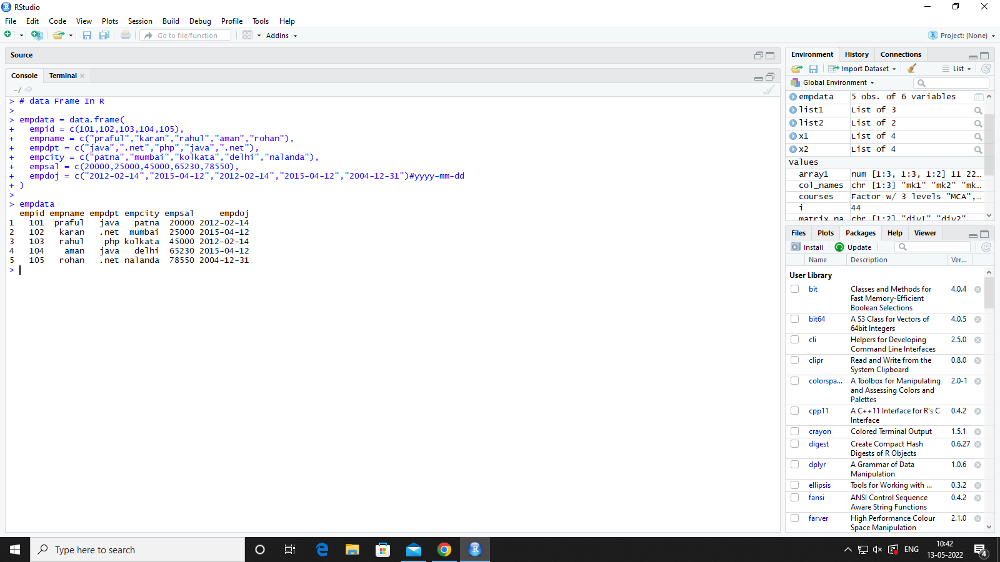 RStudio
File Edit Code View Plots Session Build Debug Profile Tools Help
Go to file/function Addins Project: (None)
Source
Console Terminal
~/
> # data Frame In R
>
> empdata = data.frame(
+   empid = c(101,102,103,104,105),
+   empname = c("praful","karan","rahul","aman","rohan"),
+   empdpt = c("java",".net","php","java",".net"),
+   empcity = c("patna","mumbai","kolkata","delhi","nalanda"),
+   empsal = c(20000,25000,45000,65230,78550),
+   empdoj = c("2012-02-14","2015-04-12","2012-02-14","2015-04-12","2004-12-31")#yyyy-mm-dd
+ )
>
> empdata
  empid empname empdpt empcity empsal     empdoj
1   101  praful   java   patna  20000 2012-02-14
2   102   karan   .net  mumbai  25000 2015-04-12
3   103   rahul    php kolkata  45000 2012-02-14
4   104    aman   java   delhi  65230 2015-04-12
5   105   rohan   .net nalanda  78550 2004-12-31
>
Environment History Connections
Import Dataset List
Global Environment
empdata 5 obs. of 6 variables
list1 List of 3
list2 List of 2
x1 List of 4
x2 List of 4
Values
array1 num [1:3, 1:3, 1:2] 11 22…
col_names chr [1:3] "mk1" "mk2" "mk…
courses Factor w/ 3 levels "MCA",…
i 44
matrix_na chr [1:2] "div1" "div2"
Files Plots Packages Help Viewer
Install Update
Name Description Ver...
User Library
bit Classes and Methods for 4.0.4
Fast Memory-Efficient
Boolean Selections
bit64 A S3 Class for Vectors of 4.0.5
64bit Integers
cli Helpers for Developing 2.5.0
Command Line Interfaces
clipr Read and Write from the 0.8.0
System Clipboard
colorspa... A Toolbox for Manipulating 2.0-1
and Assessing Colors and
Palettes
cpp11 A C++11 Interface for R's C 0.4.2
Interface
crayon Colored Terminal Output 1.5.1
digest Create Compact Hash 0.6.27
Digests of R Objects
dplyr A Grammar of Data 1.0.6
Manipulation
ellipsis Tools for Working with ... 0.3.2
fansi ANSI Control Sequence 0.4.2
Aware String Functions
farver High Performance Colour 2.1.0
Space Manipulation
Type here to search
ENG
10:42
13-05-2022
4